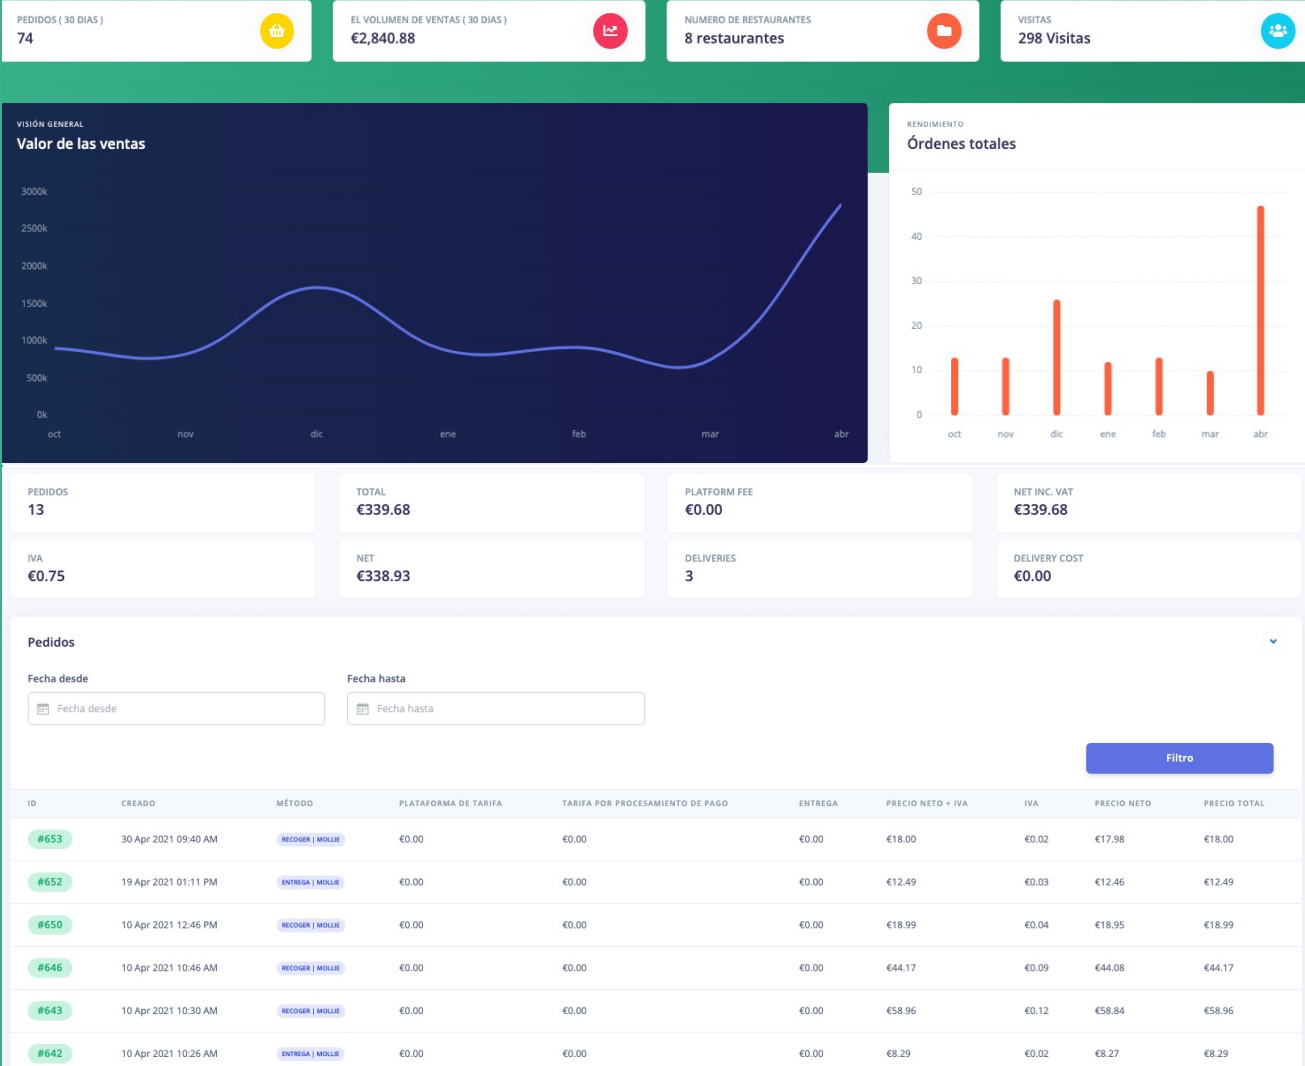 PEDIDOS ( 30 DIAS )
74
EL VOLUMEN DE VENTAS ( 30 DIAS )
€2,840.88
NUMERO DE RESTAURANTES
8 restaurantes
VISITAS
298 Visitas
VISIÓN GENERAL
Valor de las ventas
3000k
2500k
2000k
1500k
1000k
500k
0k
oct nov dic ene feb mar abr
RENDIMIENTO
Órdenes totales
50
40
30
20
10
0
oct nov dic ene feb mar abr
PEDIDOS
13
TOTAL
€339.68
PLATFORM FEE
€0.00
NET INC. VAT
€339.68
IVA
€0.75
NET
€338.93
DELIVERIES
3
DELIVERY COST
€0.00
Pedidos
Fecha desde
Fecha desde
Fecha hasta
Fecha hasta
Filtro
ID CREADO MÉTODO PLATAFORMA DE TARIFA TARIFA POR PROCESAMIENTO DE PAGO ENTREGA PRECIO NETO + IVA IVA PRECIO NETO PRECIO TOTAL
#653 30 Apr 2021 09:40 AM RECOGER | MOLLIE €0.00 €0.00 €0.00 €18.00 €0.02 €17.98 €18.00
#652 19 Apr 2021 01:11 PM ENTREGA | MOLLIE €0.00 €0.00 €0.00 €12.49 €0.03 €12.46 €12.49
#650 10 Apr 2021 12:46 PM RECOGER | MOLLIE €0.00 €0.00 €0.00 €18.99 €0.04 €18.95 €18.99
#646 10 Apr 2021 10:46 AM RECOGER | MOLLIE €0.00 €0.00 €0.00 €44.17 €0.09 €44.08 €44.17
#643 10 Apr 2021 10:30 AM RECOGER | MOLLIE €0.00 €0.00 €0.00 €58.96 €0.12 €58.84 €58.96
#642 10 Apr 2021 10:26 AM ENTREGA | MOLLIE €0.00 €0.00 €0.00 €8.29 €0.02 €8.27 €8.29